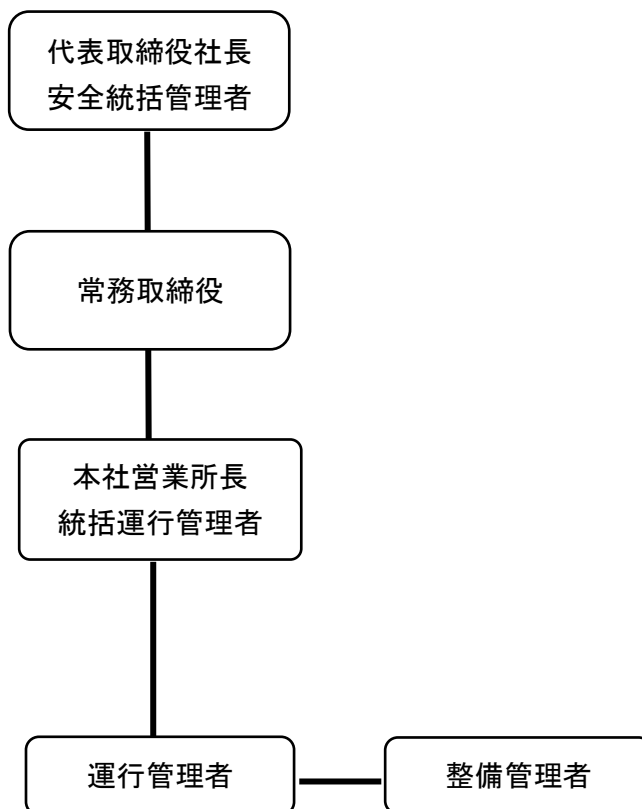 代表取締役社長
安全統括管理者
常務取締役
本社営業所長
統括運行管理者
運行管理者
整備管理者